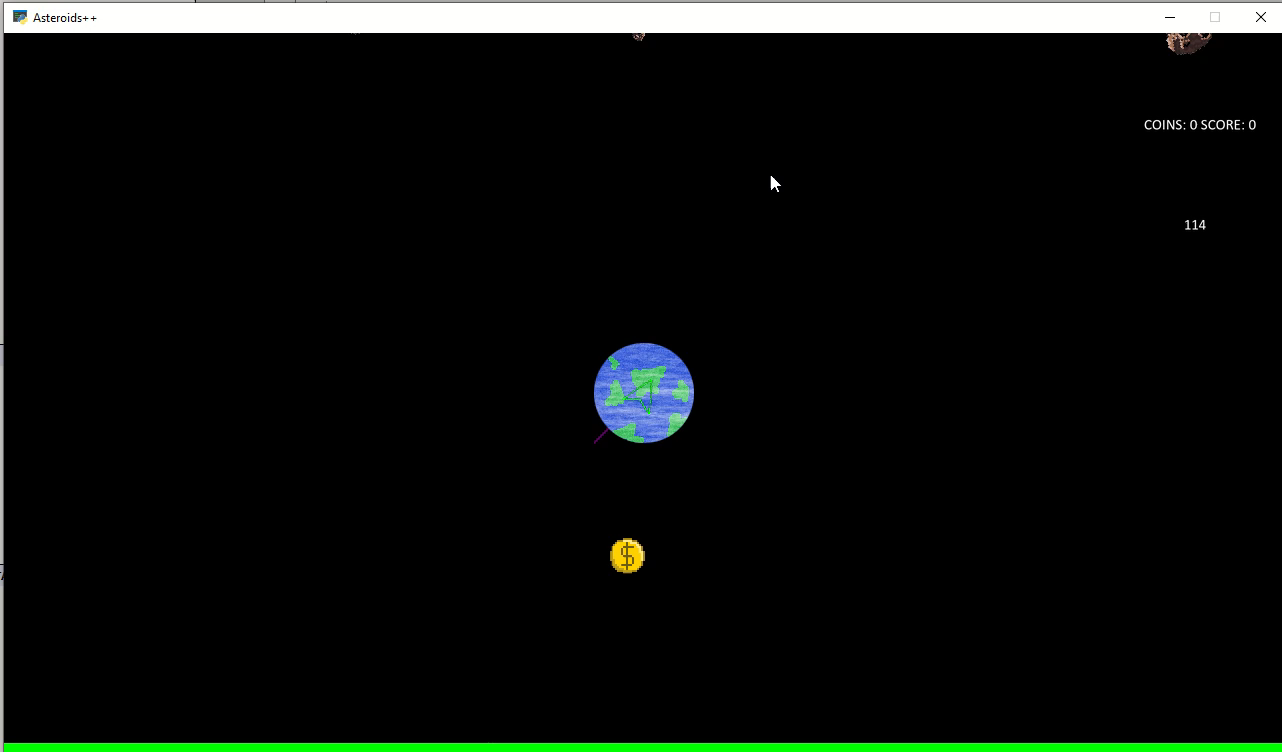 Asteroids++
COINS: 0 SCORE: 0
114
$